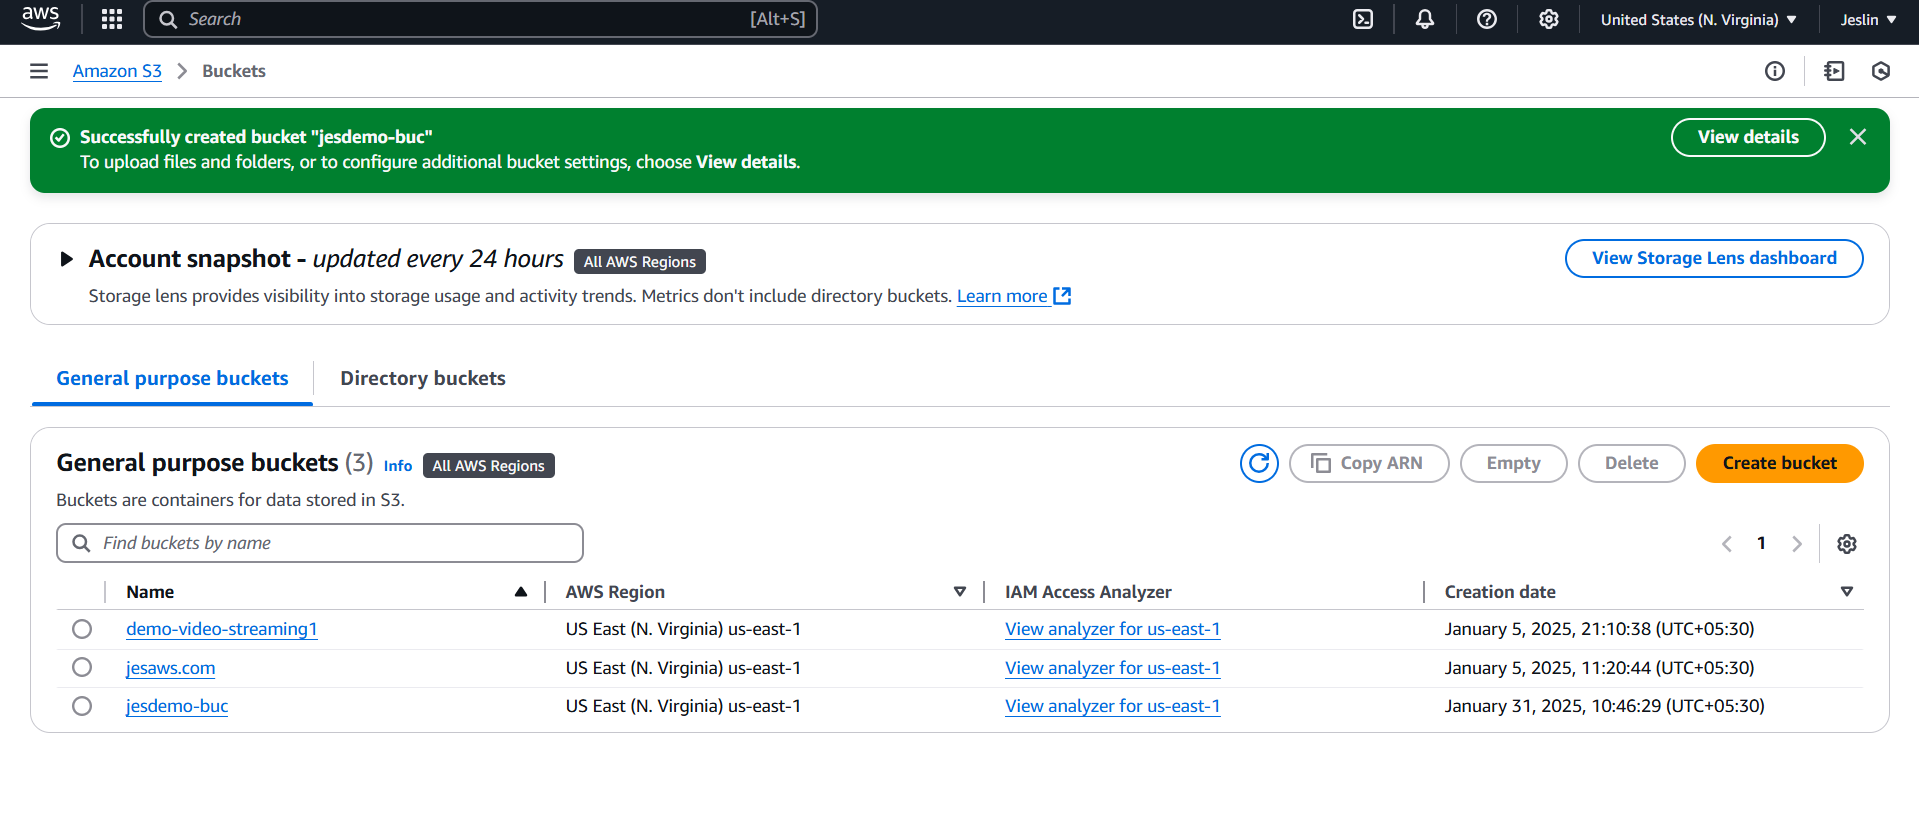 aws
Search [Alt+S] United States (N. Virginia) Jeslin
Amazon S3 Buckets
Successfully created bucket "jesdemo-buc"
To upload files and folders, or to configure additional bucket settings, choose View details.
View details
Account snapshot - updated every 24 hours All AWS Regions
View Storage Lens dashboard
Storage lens provides visibility into storage usage and activity trends. Metrics don't include directory buckets. Learn more
General purpose buckets Directory buckets
General purpose buckets (3) Info All AWS Regions
Copy ARN Empty Delete Create bucket
Buckets are containers for data stored in S3.
Find buckets by name
1
Name AWS Region IAM Access Analyzer Creation date
demo-video-streaming1 US East (N. Virginia) us-east-1 View analyzer for us-east-1 January 5, 2025, 21:10:38 (UTC+05:30)
jesaws.com US East (N. Virginia) us-east-1 View analyzer for us-east-1 January 5, 2025, 11:20:44 (UTC+05:30)
jesdemo-buc US East (N. Virginia) us-east-1 View analyzer for us-east-1 January 31, 2025, 10:46:29 (UTC+05:30)